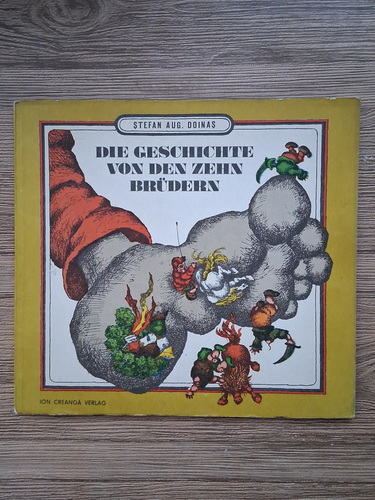 ŞTEFAN AUG. DOINAŞ
DIE GESCHICHTE
VON DEN ZEHN
BRÜDERN
ION CREANGĂ VERLAG